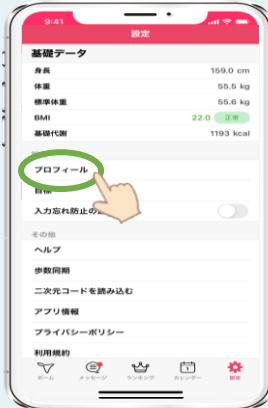 9:41
設定
基礎データ
身長 159.0 cm
体重 55.5 kg
標準体重 55.6 kg
BMI 22.0 正常
基礎代謝 1193 kcal
プロフィール
目標
入力忘れ防止の
その他
ヘルプ
歩数同期
二次元コードを読み込む
アプリ情報
プライバシーポリシー
利用規約
ホーム メッセージ ランキング カレンダー 設定